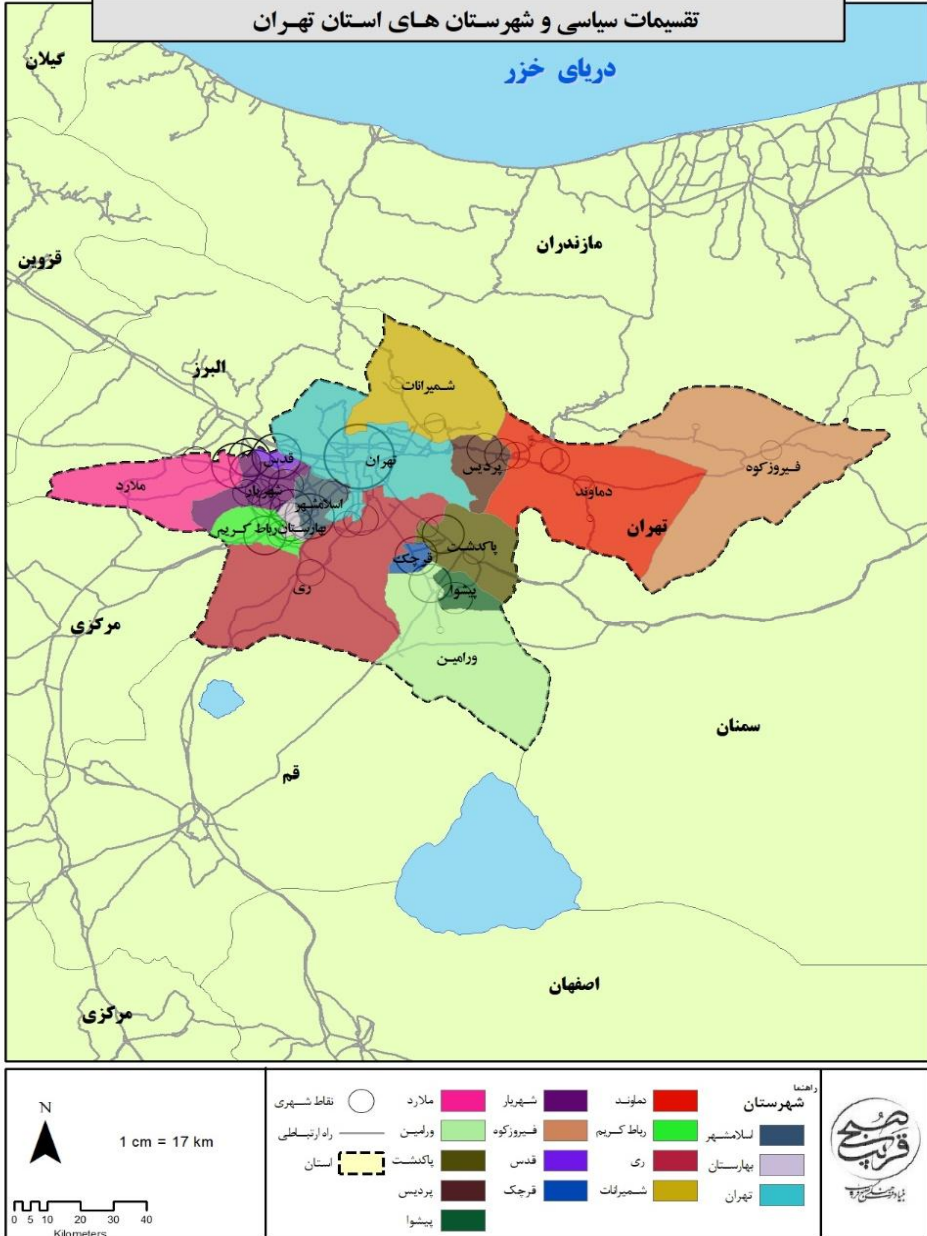 تقسیمات سیاسی و شهرستان های استان تهران
گیلان
دریای خزر
مازندران
قزوین
البرز
شمیرانات
قدس
تهران
پردیس
فیروزکوه
ملارد
شهریار
اسلامشهر
دماوند
رباط کریم
بهارستان
تهران
پاکدشت
قرچک
ری
پیشوا
مرکزی
ورامین
سمنان
قم
اصفهان
مرکزی
راهنما
شهرستان
اسلامشهر
بهارستان
تهران
دماوند
رباط کریم
ری
شمیرانات
شهریار
فیروزکوه
قدس
قرچک
ملارد
ورامین
پاکدشت
پردیس
پیشوا
نقاط شهری
راه ارتباطی
استان
N
1 cm = 17 km
0 5 10 20 30 40
Kilometers